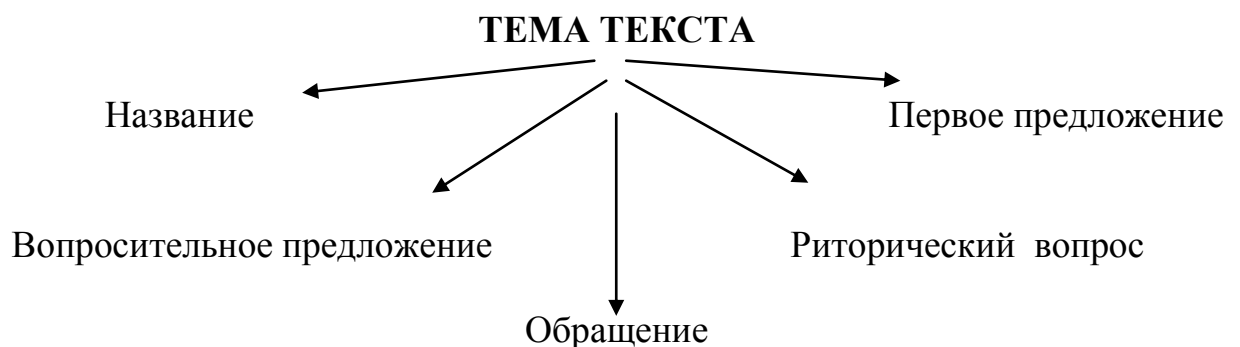 ТЕМА ТЕКСТА
Название
Первое предложение
Вопросительное предложение
Риторический вопрос
Обращение